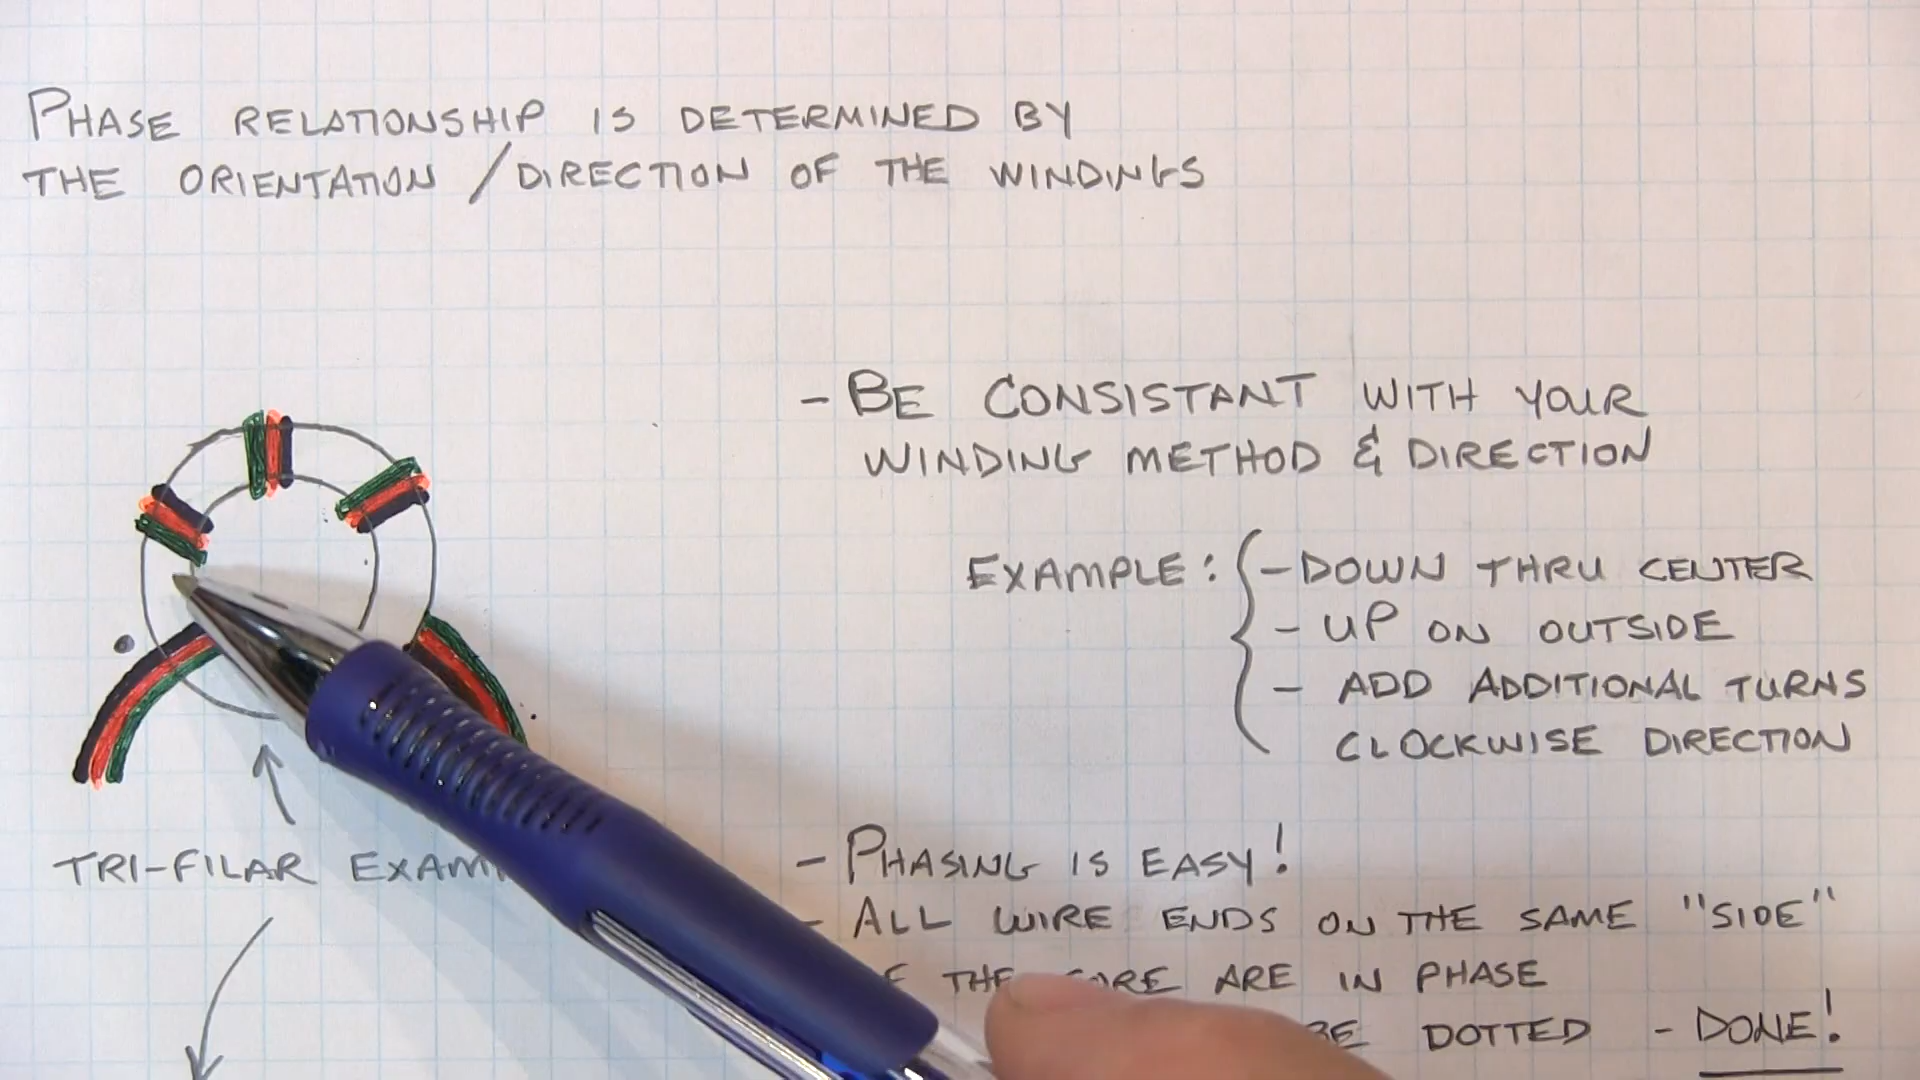 PHASE RELATIONSHIP IS DETERMINED BY
THE ORIENTATION / DIRECTION OF THE WINDINGS
- BE CONSISTANT WITH YOUR
WINDING METHOD & DIRECTION
EXAMPLE: - DOWN THRU CENTER
- UP ON OUTSIDE
- ADD ADDITIONAL TURNS
CLOCKWISE DIRECTION
TRI-FILAR
- PHASING IS EASY!
- ALL WIRE ENDS ON THE SAME "SIDE"
THE CORE ARE IN PHASE
BE DOTTED - DONE!